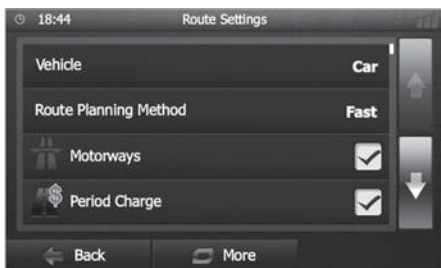 18:44 Route Settings
Vehicle Car
Route Planning Method Fast
Motorways
Period Charge
Back More